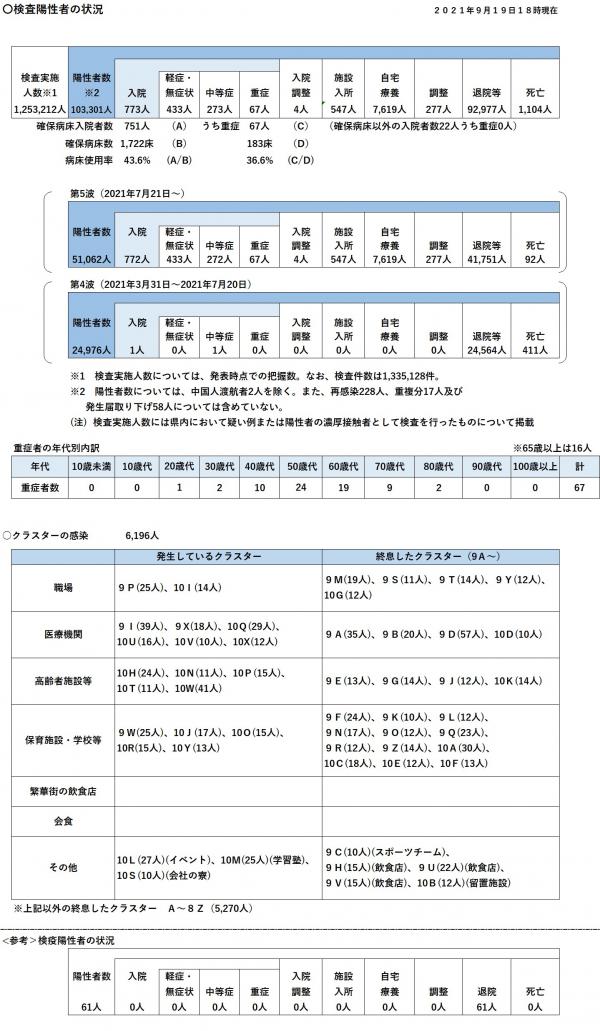 〇検査陽性者の状況
２０２１年９月１９日１８時現在
検査実施人数※1 陽性者数※2 入院 軽症・無症状 中等症 重症 入院調整 施設入所 自宅療養 調整 退院等 死亡
1,253,212人 103,301人 773人 433人 273人 67人 4人 547人 7,619人 277人 92,977人 1,104人
確保病床入院者数 751人 (A) うち重症 67人 (C) （確保病床以外の入院者数22人うち重症0人）
確保病床数 1,722床 (B) 183床 (D)
病床使用率 43.6% (A/B) 36.6% (C/D)
第5波（2021年7月21日～）
陽性者数 入院 軽症・無症状 中等症 重症 入院調整 施設入所 自宅療養 調整 退院等 死亡
51,062人 772人 433人 272人 67人 4人 547人 7,619人 277人 41,751人 92人
第4波（2021年3月31日～2021年7月20日）
陽性者数 入院 軽症・無症状 中等症 重症 入院調整 施設入所 自宅療養 調整 退院等 死亡
24,976人 1人 0人 1人 0人 0人 0人 0人 0人 24,564人 411人
※1 検査実施人数については、発表時点での把握数。なお、検査件数は1,335,128件。
※2 陽性者数については、中国人渡航者2人を除く。また、再感染228人、重複分17人及び
発生届取り下げ58人については含めていない。
（注）検査実施人数には県内において疑い例または陽性者の濃厚接触者として検査を行ったものについて掲載
重症者の年代別内訳 ※65歳以上は16人
年代 10歳未満 10歳代 20歳代 30歳代 40歳代 50歳代 60歳代 70歳代 80歳代 90歳代 100歳以上 計
重症者数 0 0 1 2 10 24 19 9 2 0 0 67
〇クラスターの感染 6,196人
発生しているクラスター 終息したクラスター（９A～）
職場 ９Ｐ(25人)、10Ｉ(14人) ９Ｍ(19人)、９Ｓ(11人)、９Ｔ(14人)、９Ｙ(12人)、
10Ｇ(12人)
医療機関 ９Ｉ(39人)、９X(18人)、10Q(29人)、
10Ｕ(16人)、10Ｖ(10人)、10X(12人) ９Ａ(35人)、９Ｂ(20人)、９Ｄ(57人)、10Ｄ(10人)
高齢者施設等 10Ｈ(24人)、10Ｎ(11人)、10Ｐ(15人)、
10Ｔ(11人)、10W(41人) ９Ｅ(13人)、９Ｇ(14人)、９Ｊ(12人)、10Ｋ(14人)
保育施設・学校等 ９Ｗ(25人)、10Ｊ(17人)、10Ｏ(15人)、
10R(15人)、10Ｙ(13人) ９Ｆ(24人)、９Ｋ(10人)、９Ｌ(12人)、
９Ｎ(17人)、９Ｏ(12人)、９Ｑ(23人)、
９Ｒ(12人)、９Ｚ(14人)、10Ａ(30人)、
10Ｃ(18人)、10Ｅ(12人)、10Ｆ(13人)
繁華街の飲食店
会食
その他 10Ｌ(27人)(イベント)、10M(25人)(学習塾)、
10Ｓ(10人)(会社の寮) ９Ｃ(10人)(スポーツチーム)、
９Ｈ(15人)(飲食店)、９Ｕ(22人)(飲食店)、
９Ｖ(15人)(飲食店)、10Ｂ(12人)(留置施設)
※上記以外の終息したクラスター Ａ～８Ｚ（5,270人）
<参考>検疫陽性者の状況
陽性者数 入院 軽症・無症状 中等症 重症 入院調整 施設入所 自宅療養 調整 退院 死亡
61人 0人 0人 0人 0人 0人 0人 0人 0人 61人 0人